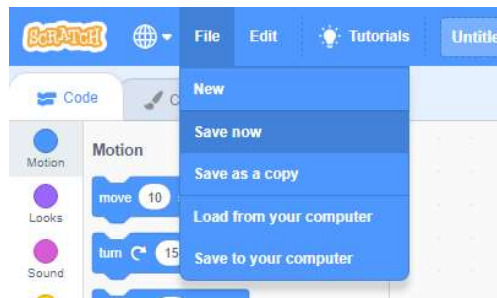 SCRATCH File Edit Tutorials Untitle
Code C
New
Save now
Save as a copy
Load from your computer
Save to your computer
Motion
Looks
Sound
Motion
move 10 s
turn 15